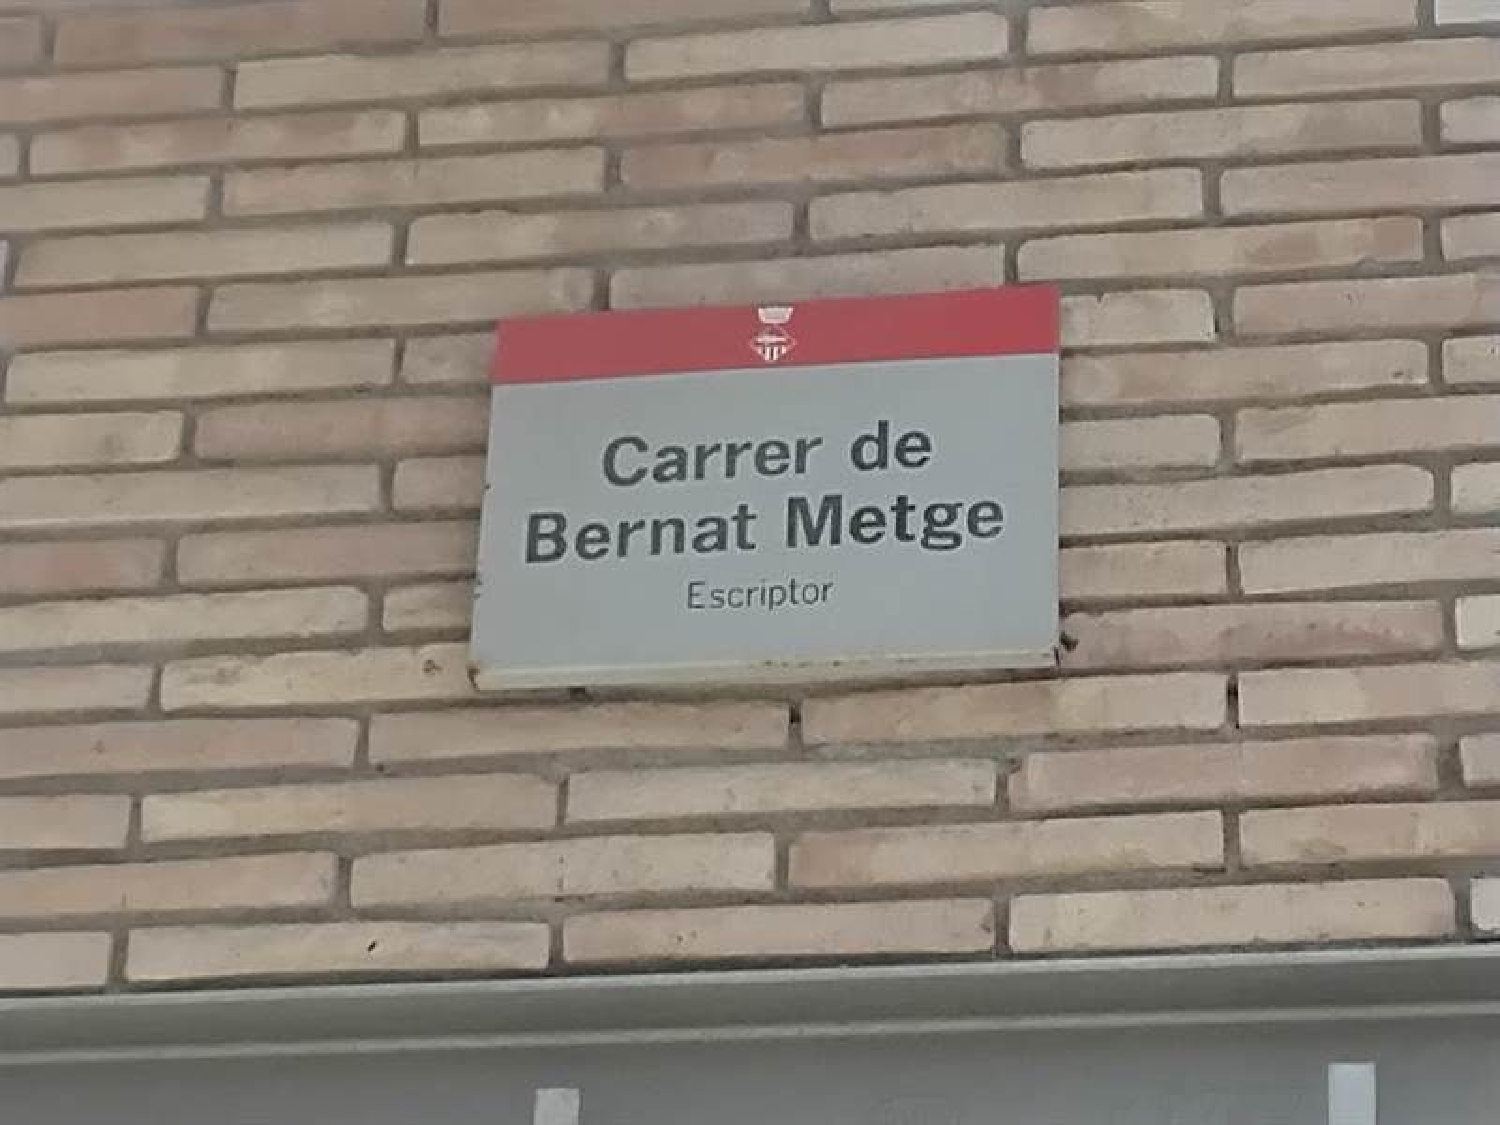 Carrer de
Bernat Metge
Escriptor